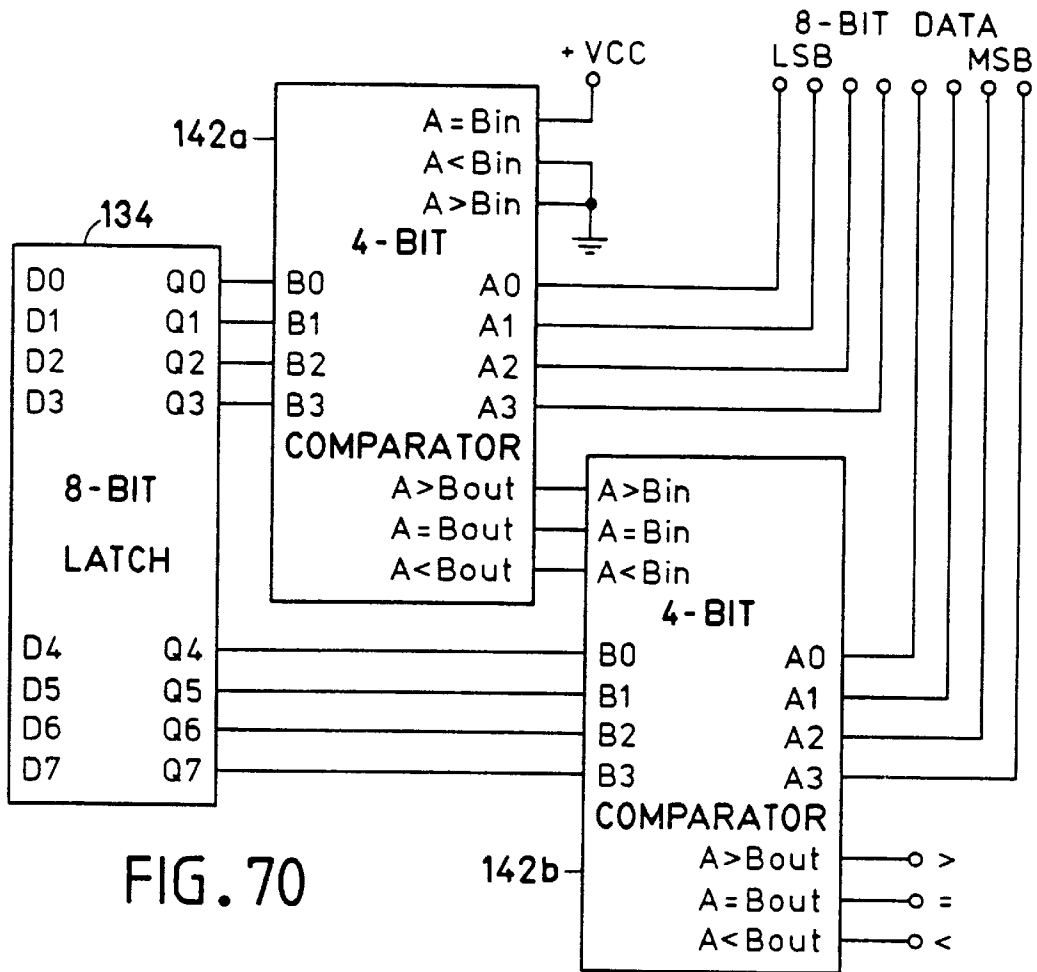 8-BIT DATA
LSB MSB
+ VCC
142a
A=Bin
A<Bin
A>Bin
4-BIT
B0 A0
B1 A1
B2 A2
B3 A3
COMPARATOR
A>Bout
A=Bout
A<Bout
134
D0 Q0
D1 Q1
D2 Q2
D3 Q3
8-BIT
LATCH
D4 Q4
D5 Q5
D6 Q6
D7 Q7
A>Bin
A=Bin
A<Bin
4-BIT
B0 A0
B1 A1
B2 A2
B3 A3
COMPARATOR
142b
A>Bout >
A=Bout =
A<Bout <
FIG. 70